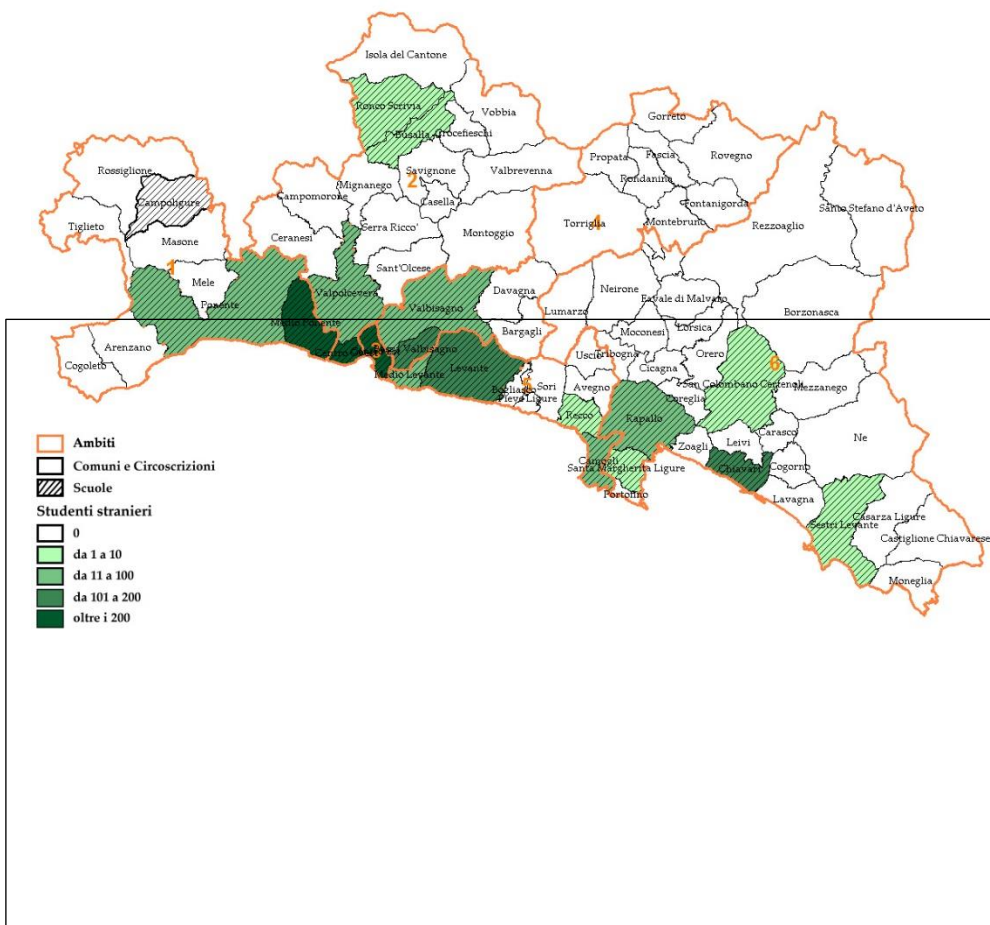 Isola del Cantone
Ronco Scrivia
Vobbia
Busalla
Crocefieschi
Gorreto
Rossiglione
Mignanego
Savignone
2
Valbrevenna
Propata
Fascia
Rovegno
Rondanina
Campoligure
Campomorone
Casella
Fontanigorda
Santo Stefano d'Aveto
Tiglieto
Masone
Ceranesi
Serra Ricco'
Montoggio
Torriglia
4
Montebruno
Rezzoaglio
1
Mele
Sant'Olcese
Ponente
Valpolcevera
Davagna
Neirone
Favale di Malvaro
Valbisagno
Lumarzo
Borzonasca
Medio Ponente
Bargagli
Moconesi
Lorsica
Arenzano
Cogoleto
Valbisagno
Uscio
Tribogna
Orero
Medio Levante
Levante
Cicagna
6
Bogliasco
Sori
Avegno
San Colombano Certenoli
Mezzanego
Pieve Ligure
Coreglia
Recco
Rapallo
Carasco
Zoagli
Leivi
Ne
Camogli
Santa Margherita Ligure
Chiavari
Cogorno
Portofino
Lavagna
Casarza Ligure
Sestri Levante
Castiglione Chiavarese
Moneglia
Ambiti
Comuni e Circoscrizioni
Scuole
Studenti stranieri
0
da 1 a 10
da 11 a 100
da 101 a 200
oltre i 200